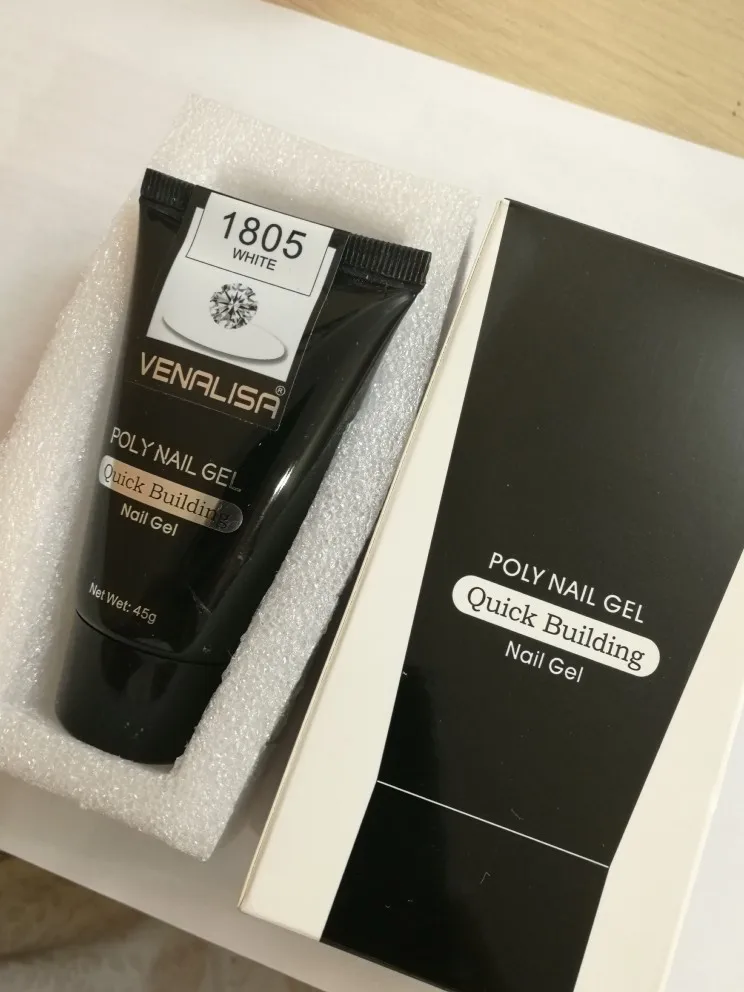 1805
WHITE
VENALISA®
POLY NAIL GEL
Quick Building
Nail Gel
Net Wet: 45g
POLY NAIL GEL
Quick Building
Nail Gel